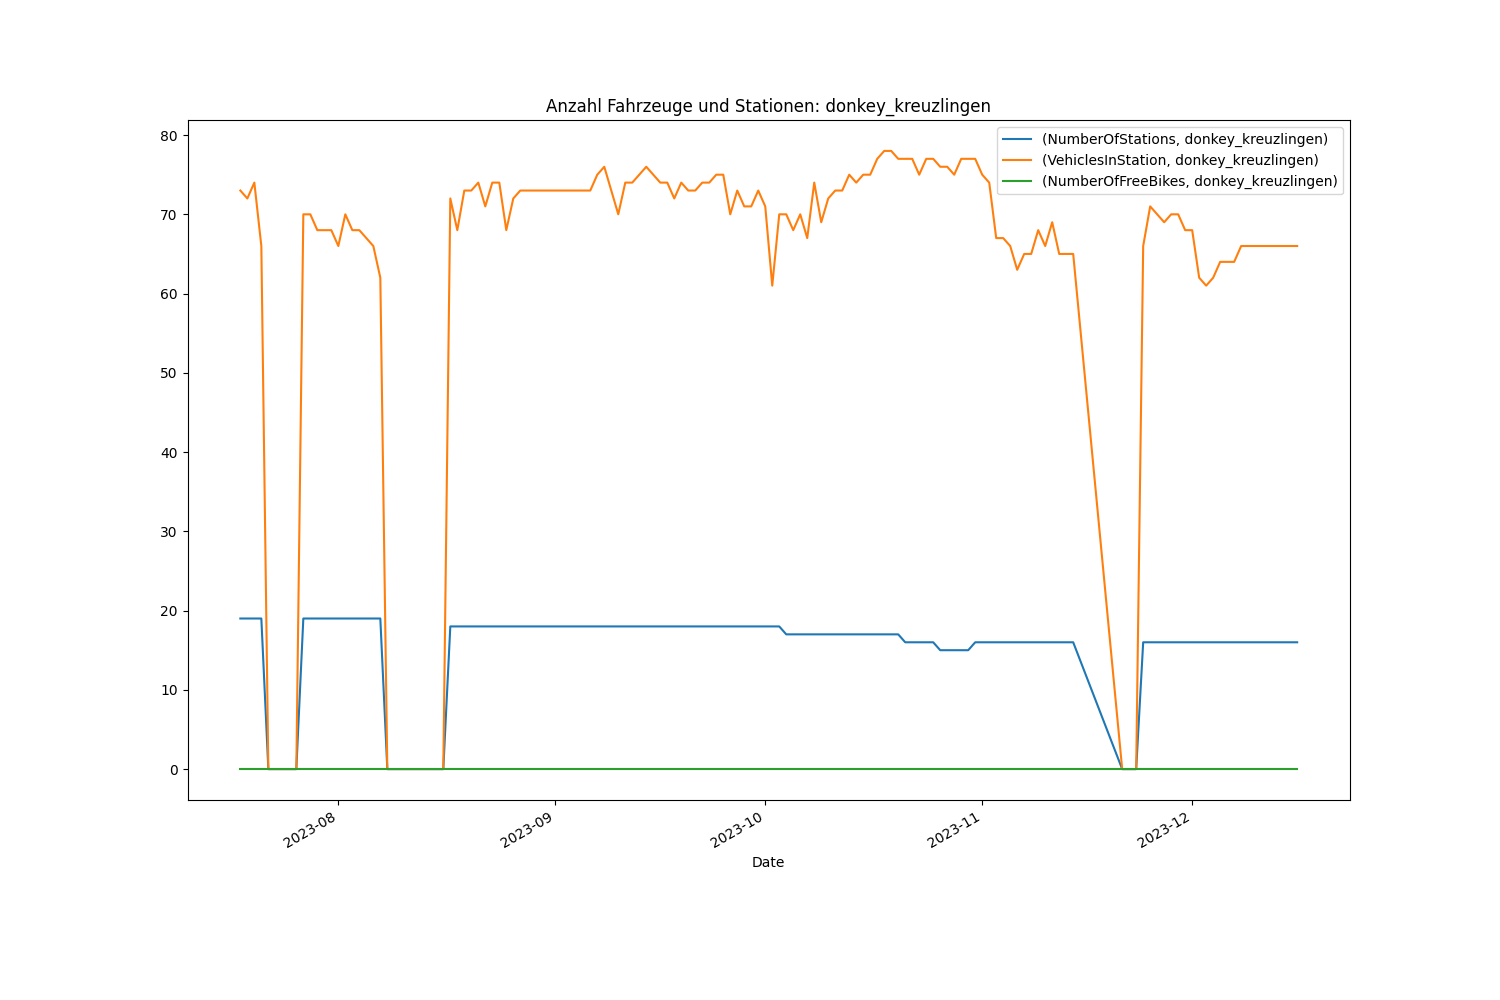 Anzahl Fahrzeuge und Stationen: donkey_kreuzlingen
(NumberOfStations, donkey_kreuzlingen)
(VehiclesInStation, donkey_kreuzlingen)
(NumberOfFreeBikes, donkey_kreuzlingen)
80
70
60
50
40
30
20
10
0
2023-08
2023-09
2023-10
2023-11
2023-12
Date